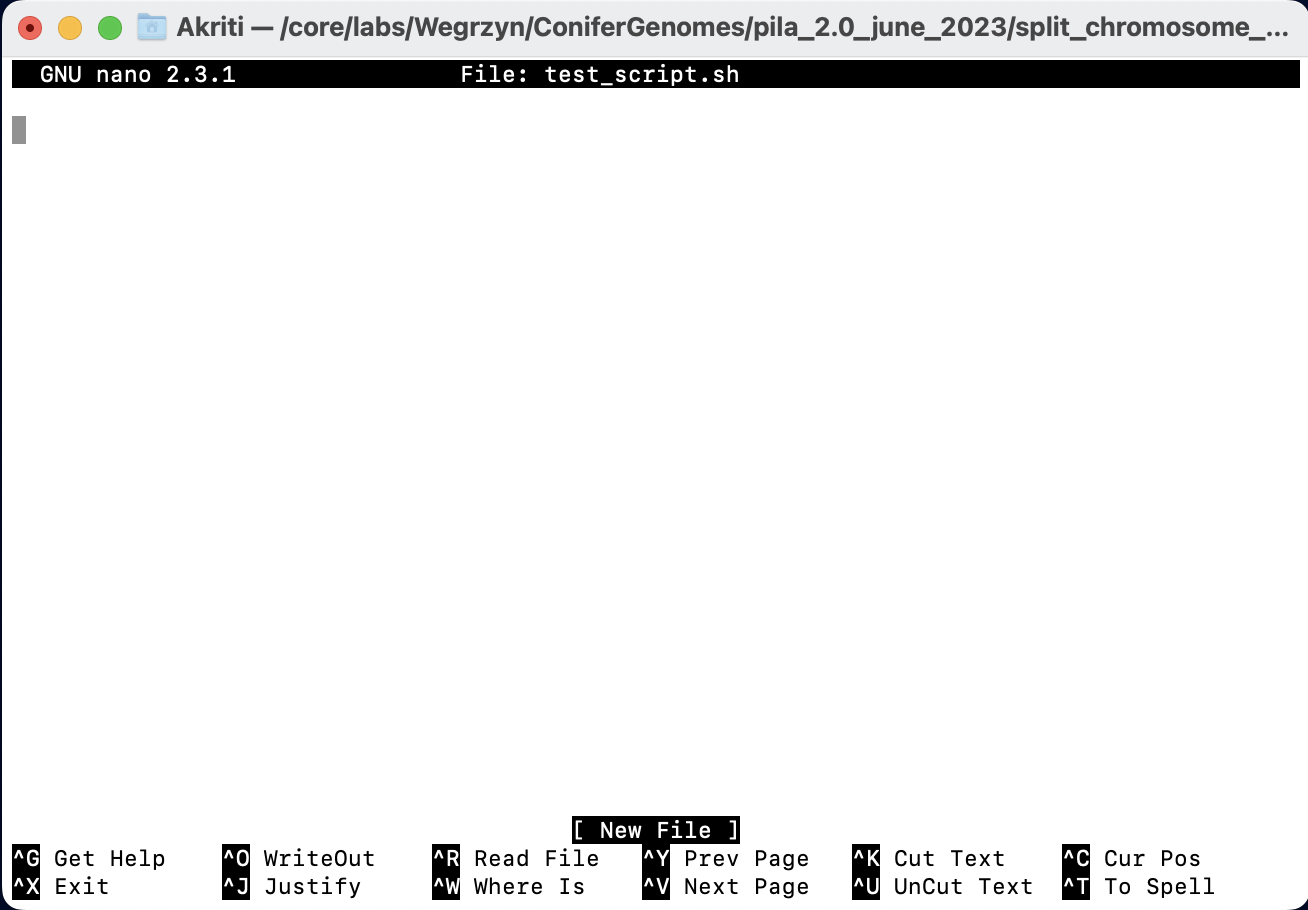 Akriti — /core/labs/Wegrzyn/ConiferGenomes/pila_2.0_june_2023/split_chromosome_...
GNU nano 2.3.1 File: test_script.sh
[ New File ]
^G Get Help ^O WriteOut ^R Read File ^Y Prev Page ^K Cut Text ^C Cur Pos
^X Exit ^J Justify ^W Where Is ^V Next Page ^U UnCut Text ^T To Spell